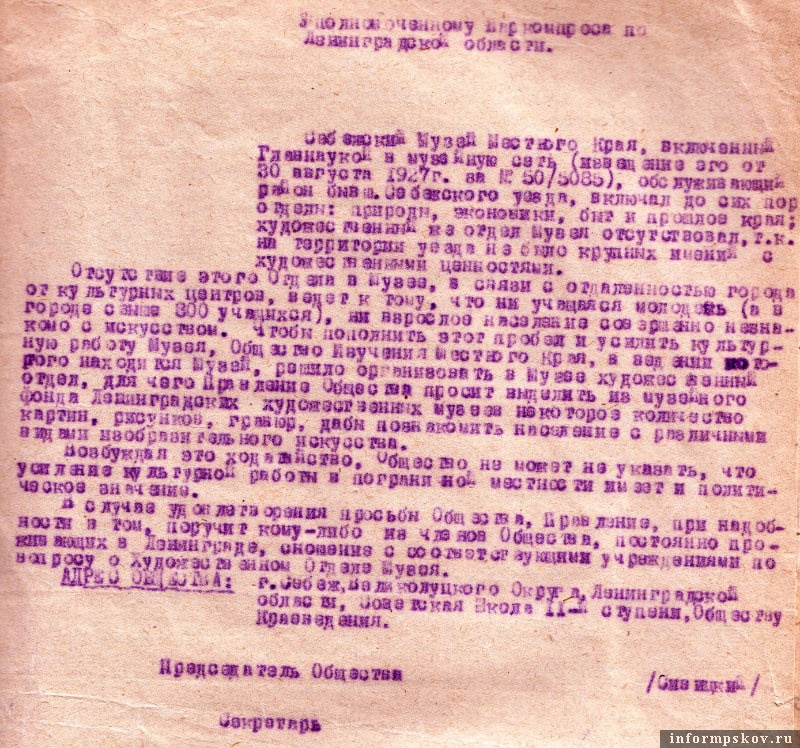 Уполномоченному Наркомпроса по
Ленинградской области.
Себежский Музей Местного Края, включенный
Главнаукой в музейную сеть (извещение его от
30 августа 1927г. за № 50/5085), обслуживающий
район бывш. Себежского уезда, включал до сих пор
отделы: природы, экономики, быт и прошлое края;
художественный же отдел Музея отсутствовал, т.к.
на территории уезда не было крупных имений с
художественными ценностями.
Отсутствие этого Отдела в Музее, в связи с отдаленностью города
от культурных центров, ведет к тому, что ни учащаяся молодежь (а в
городе свыше 800 учащихся), ни взрослое население совершенно незна-
комо с искусством. Чтобы пополнить этот пробел и усилить культур-
ную работу Музея, Общество Изучения Местного Края, в ведении кото-
рого находится Музей, решило организовать в Музее художественный
отдел, для чего Правление Общества просит выделить из музейного
фонда Ленинградских художественных музеев некоторое количество
картин, рисунков, гравюр, дабы познакомить население с различными
видами изобразительного искусства.
Возбуждая это ходатайство, Общество не может не указать, что
усиление культурной работы в пограничной местности имеет и полити-
ческое значение.
В случае удовлетворения просьбы Общества, Правление, при надоб-
ности в том, поручит кому-либо из членов Общества, постоянно про-
живающих в Ленинграде, сношение с соответствующими учреждениями по
вопросу о Художественном Отделе Музея.
АДРЕС ОБЩЕСТВА: г.Себеж, Великолуцкого Округа, Ленинградской
области, Советская Школа II-й ступени, Обществу
Краеведения.
Председатель Общества /Синицкий/
Секретарь
informpskov.ru